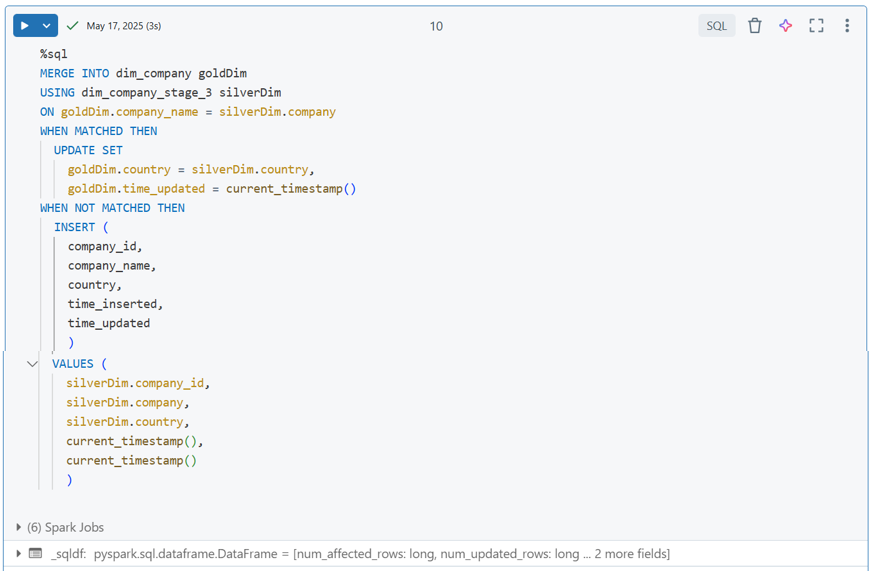 May 17, 2025 (3s)
10
SQL
%sql
MERGE INTO dim_company goldDim
USING dim_company_stage_3 silverDim
ON goldDim.company_name = silverDim.company
WHEN MATCHED THEN
UPDATE SET
goldDim.country = silverDim.country,
goldDim.time_updated = current_timestamp()
WHEN NOT MATCHED THEN
INSERT (
company_id,
company_name,
country,
time_inserted,
time_updated
)
VALUES (
silverDim.company_id,
silverDim.company,
silverDim.country,
current_timestamp(),
current_timestamp()
)
(6) Spark Jobs
_sqldf: pyspark.sql.dataframe.DataFrame = [num_affected_rows: long, num_updated_rows: long ... 2 more fields]